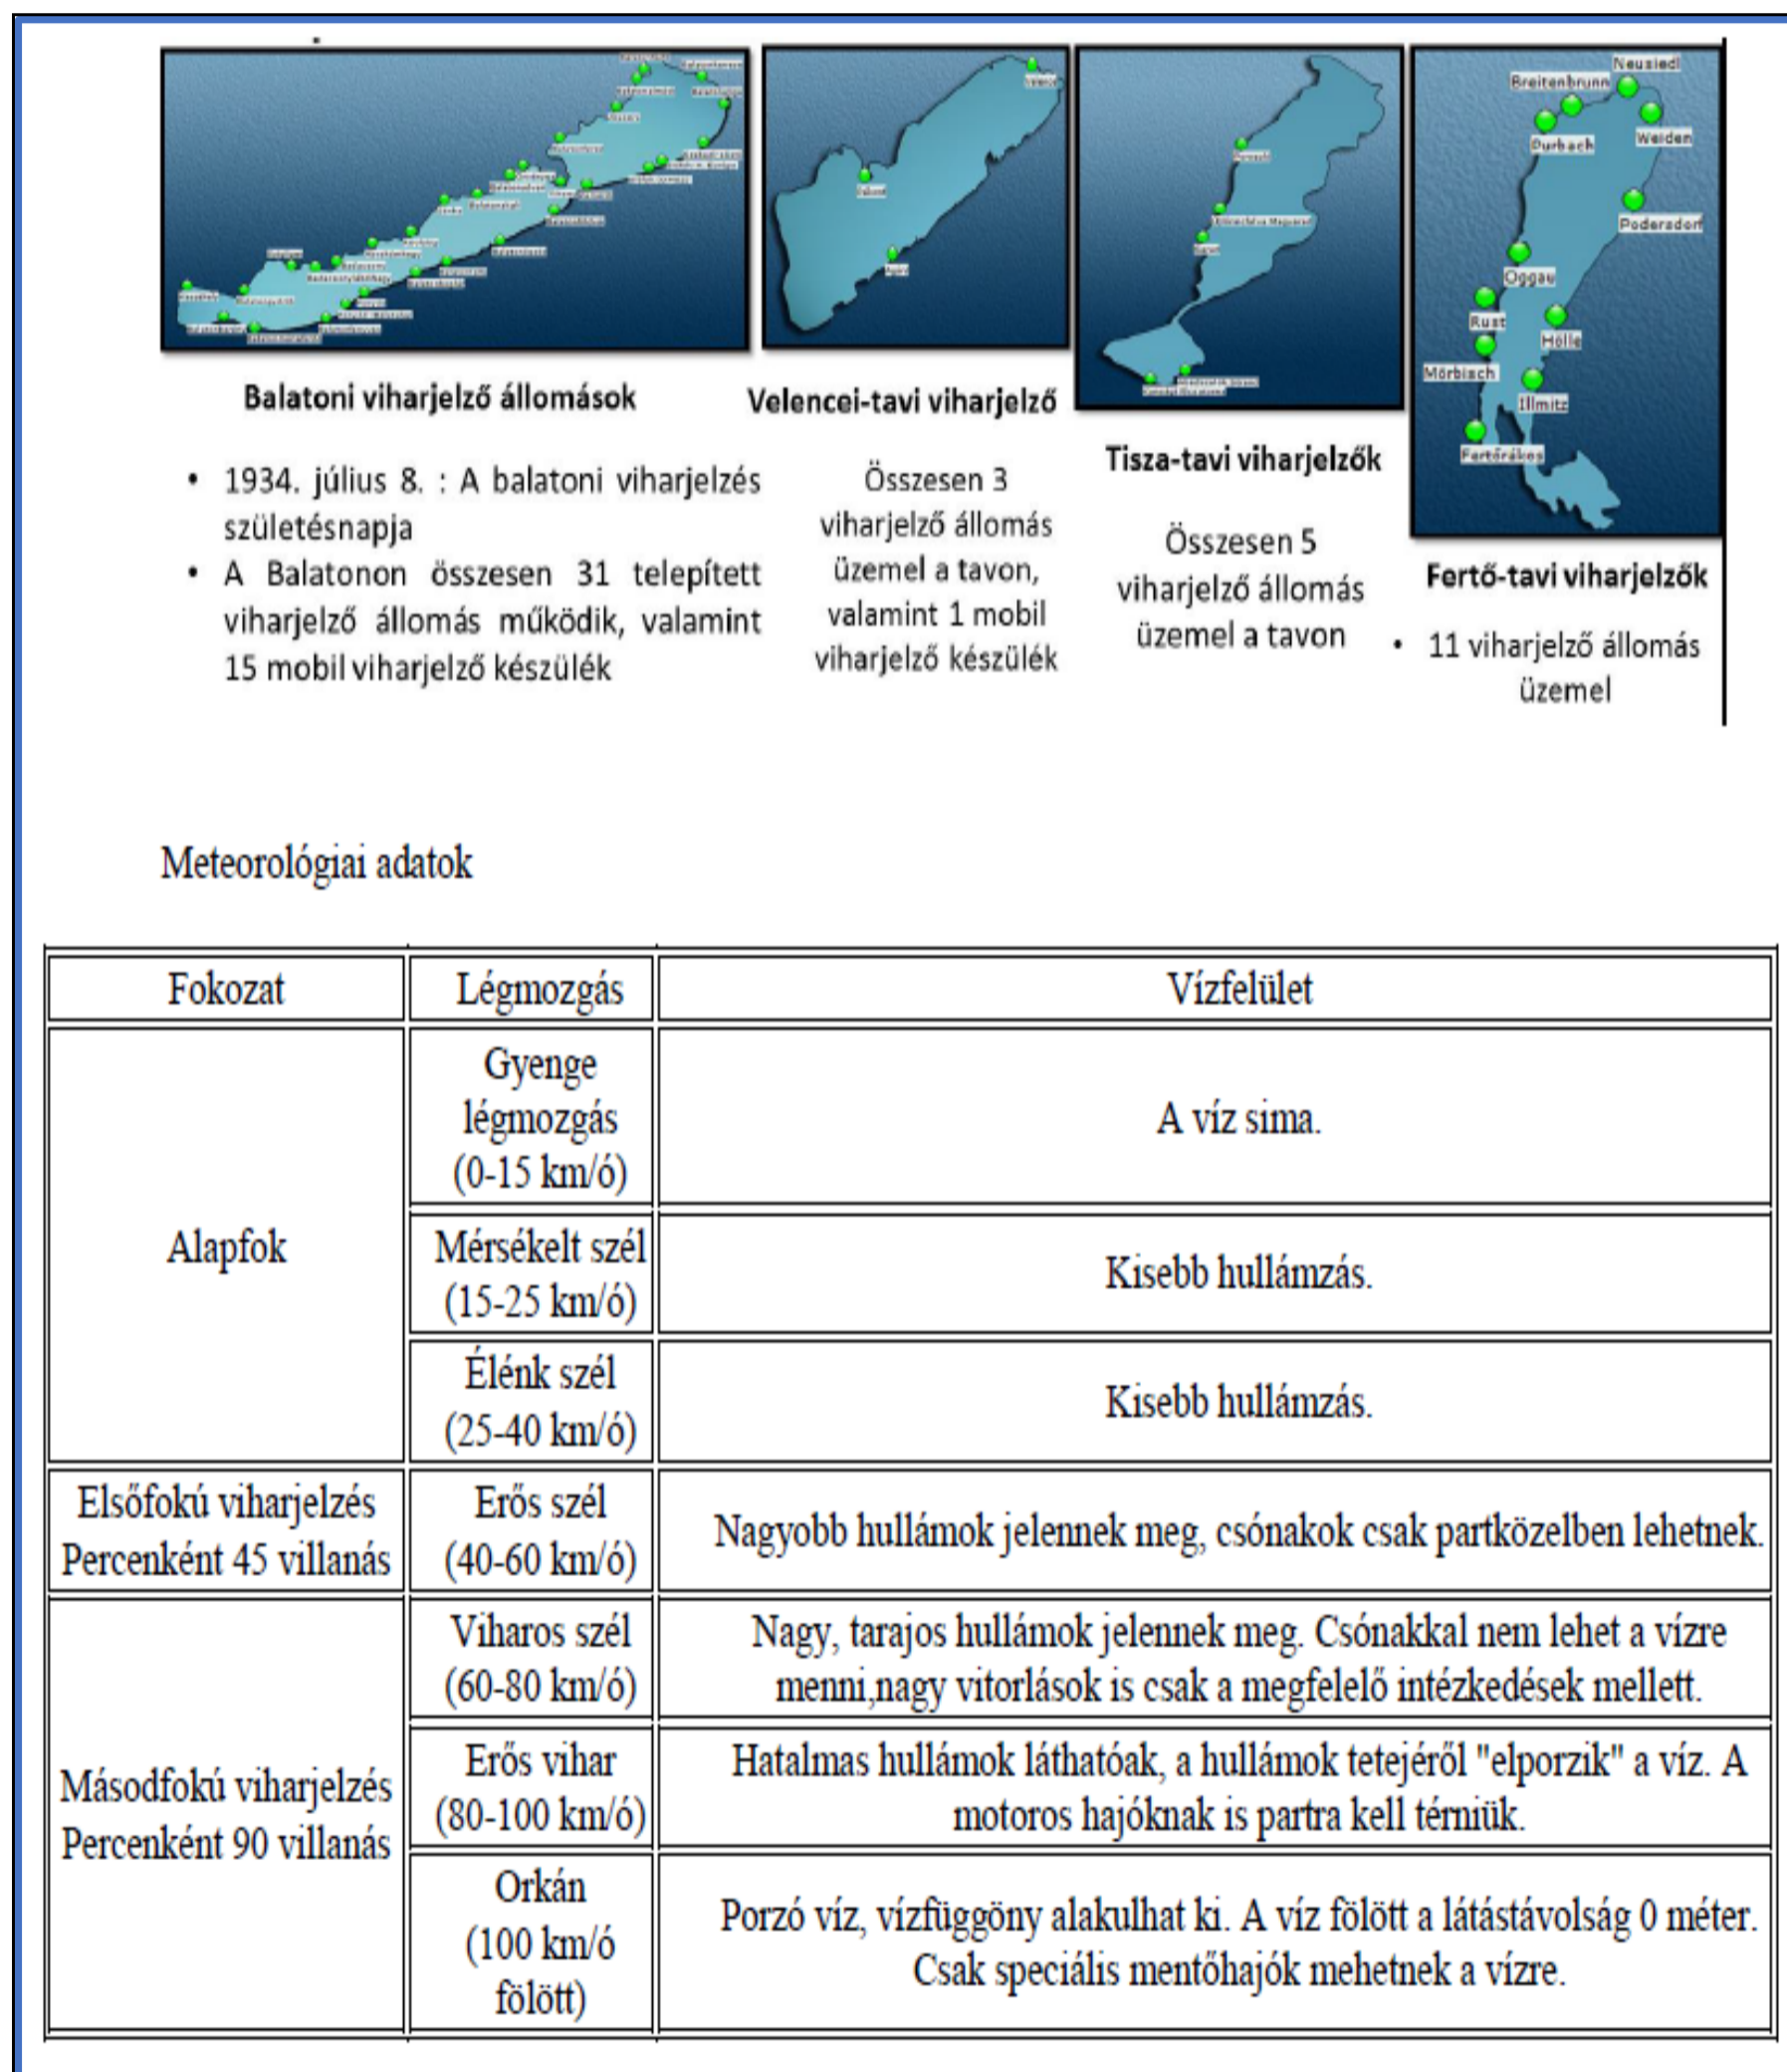 Neusiedl
Breitenbrunn
Purbach
Weiden
Podersdorf
Oggau
Rust
Hölle
Mörbisch
Illmitz
Fertőrákos
Balatoni viharjelző állomások
• 1934. július 8. : A balatoni viharjelzés
születésnapja
• A Balatonon összesen 31 telepített
viharjelző állomás működik, valamint
15 mobil viharjelző készülék
Velencei-tavi viharjelző
Összesen 3
viharjelző állomás
üzemel a tavon,
valamint 1 mobil
viharjelző készülék
Tisza-tavi viharjelzők
Összesen 5
viharjelző állomás
üzemel a tavon
Fertő-tavi viharjelzők
• 11 viharjelző állomás
üzemel
Meteorológiai adatok
Fokozat
Légmozgás
Vízfelület
Alapfok
Gyenge
légmozgás
(0-15 km/ó)
A víz sima.
Mérsékelt szél
(15-25 km/ó)
Kisebb hullámzás.
Élénk szél
(25-40 km/ó)
Kisebb hullámzás.
Elsőfokú viharjelzés
Percenként 45 villanás
Erős szél
(40-60 km/ó)
Nagyobb hullámok jelennek meg, csónakok csak partközelben lehetnek.
Másodfokú viharjelzés
Percenként 90 villanás
Viharos szél
(60-80 km/ó)
Nagy, tarajos hullámok jelennek meg. Csónakkal nem lehet a vízre
menni,nagy vitorlások is csak a megfelelő intézkedések mellett.
Erős vihar
(80-100 km/ó)
Hatalmas hullámok láthatóak, a hullámok tetejéről "elporzik" a víz. A
motoros hajóknak is partra kell térniük.
Orkán
(100 km/ó
fölött)
Porzó víz, vízfüggöny alakulhat ki. A víz fölött a látástávolság 0 méter.
Csak speciális mentőhajók mehetnek a vízre.